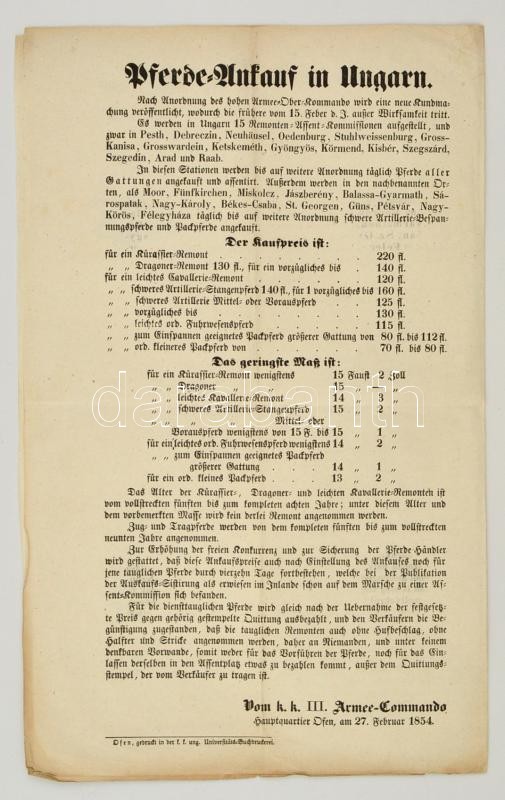 Pferde-Ankauf in Ungarn.
Nach Anordnung des hohen Armee-Ober-Kommando wird eine neue Kundma-
chung veröffentlicht, wodurch die frühere vom 15. Feber d. J. außer Wirksamkeit tritt.
Es werden in Ungarn 15 Remonten-Assent-Kommissionen aufgestellt, und
zwar in Pesth, Debreczin, Neuhäusel, Oedenburg, Stuhlweissenburg, Gross-
Kanisa, Grosswardein, Ketskeméth, Gyöngyös, Körmend, Kisbér, Szegszárd,
Szegedin, Arad und Raab.
In diesen Stationen werden bis auf weitere Anordnung täglich Pferde aller
Gattungen angekauft und assentirt. Außerdem werden in den nachbenannten Or-
ten, als Moor, Fünfkirchen, Miskolcz, Jászberény, Balassa-Gyarmath, Sá-
rospatak, Nagy-Károly, Békes-Csaba, St. Georgen, Güns, Pétsvár, Nagy-
Körös, Félegyháza täglich bis auf weitere Anordnung schwere Artillerie-Bespan-
nungspferde und Packpferde angekauft.
Der Kaufpreis ist:
für ein Kürassier-Remont . . . . . . 220 fl.
„ „ Dragoner-Remont 130 fl., für ein vorzügliches bis . 140 fl.
für ein leichtes Cavallerie-Remont . . . . . 120 fl.
„ „ schweres Artillerie-Stangenpferd 140 fl., für 1 vorzügliches bis 160 fl.
„ „ schweres Artillerie Mittel- oder Vorauspferd . . 125 fl.
„ „ vorzügliches bis . . . . . . 130 fl.
„ „ leichtes ord. Fuhrwesenspferd . . . . 115 fl.
„ „ zum Einspannen geeignetes Packpferd größerer Gattung von 80 fl. bis 112 fl.
„ „ ord. kleineres Packpferd von . . . . 70 fl. bis 80 fl.
Das geringste Maß ist:
für ein Kürassier-Remont wenigstens 15 Faust 2 Zoll
„ „ Dragoner „ „ 15 „ — „
„ „ leichtes Kavallerie-Remont . 14 „ 3 „
„ „ schweres Artillerie-Stangenpferd 15 „ 2 „
„ „ „ „ Mittel- oder
Vorauspferd wenigstens von 15 F. bis 15 „ 1 „
für ein leichtes ord. Fuhrwesenspferd wenigstens 14 „ 2 „
„ „ zum Einspannen geeignetes Packpferd
größerer Gattung . . . 14 „ 1 „
für ein ord. kleines Packpferd . . 13 „ 2 „
Das Alter der Kürassier-, Dragoner- und leichten Kavallerie-Remonten ist
vom vollstreckten fünften bis zum kompleten achten Jahre; unter diesem Alter und
dem vorbemerkten Masse wird kein derlei Remont angenommen werden.
Zug- und Tragpferde werden von dem kompleten fünften bis zum vollstreckten
neunten Jahre angenommen.
Zur Erhöhung der freien Konkurrenz und zur Sicherung der Pferde-Händler
wird gestattet, daß diese Ankaufspreise auch nach Einstellung des Ankaufes noch für
jene tauglichen Pferde durch vierzehn Tage fortbestehen, welche bei der Publikation
der Auskaufs-Sistirung als erwiesen im Inlande schon auf dem Marsche zu einer As-
sent-Kommission sich befanden.
Für die diensttauglichen Pferde wird gleich nach der Uebernahme der festgesetz-
te Preis gegen gehörig gestempelte Quittung ausbezahlt, und den Verkäufern die Be-
günstigung zugestanden, daß die tauglichen Remonten auch ohne Hufbeschlag, ohne
Halfter und Stricke angenommen werden, daher an Niemanden, und unter keinem
denkbaren Vorwande, somit weder für das Vorführen der Pferde, noch für das Ein-
lassen derselben in den Assentplatz etwas zu bezahlen kommt, außer dem Quittungs-
stempel, der vom Verkäufer zu tragen ist.
Vom k. k. III. Armee-Commando
Hauptquartier Ofen, am 27. Februar 1854.
Ofen, gedruckt in der k. k. ung. Universitäts-Buchdruckerei.
darabanth